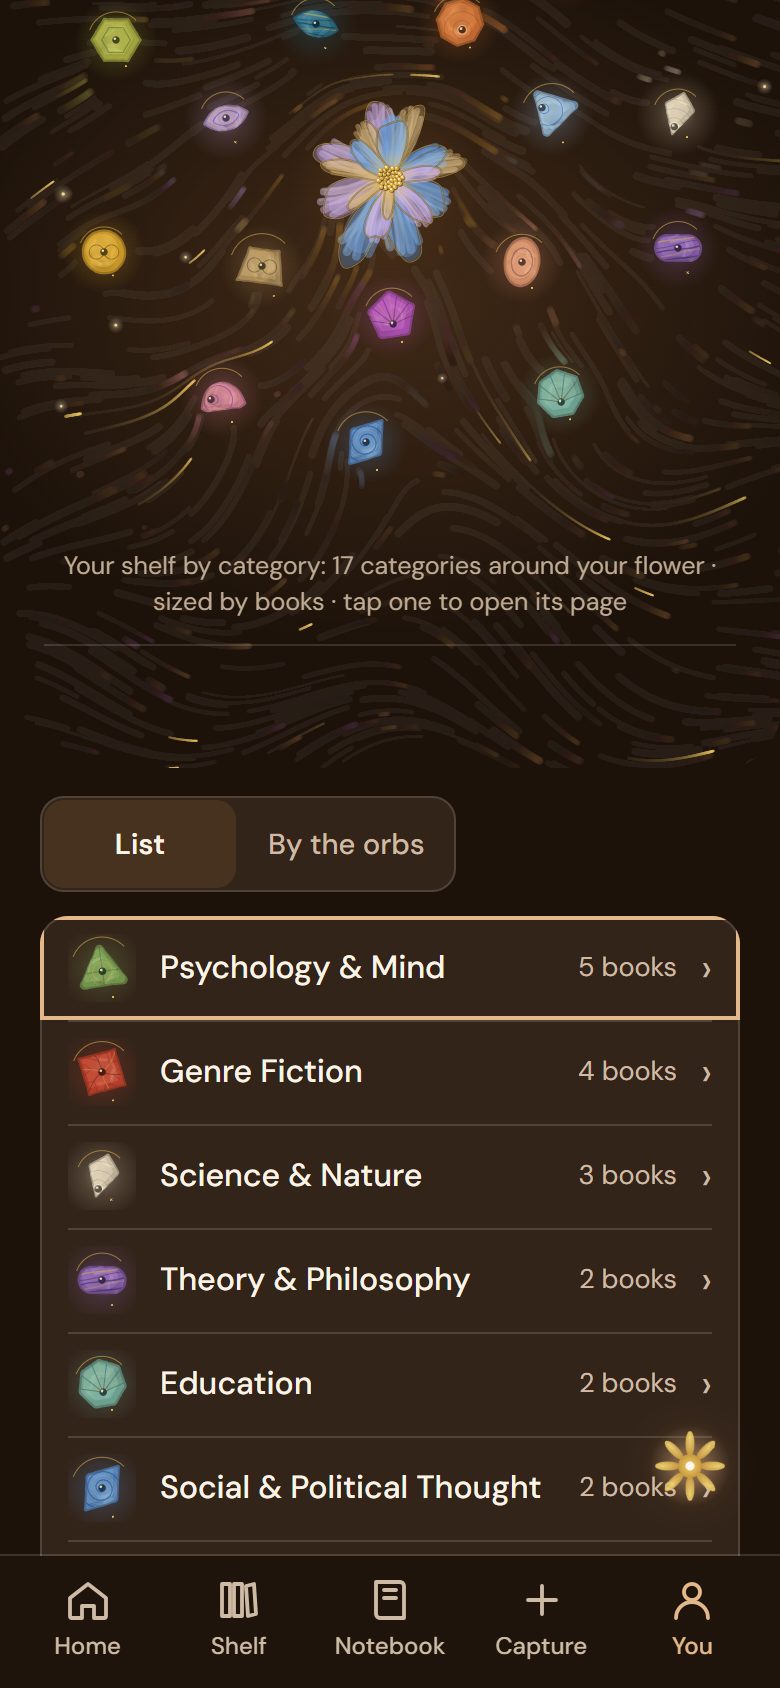 Your shelf by category: 17 categories around your flower ·
sized by books · tap one to open its page
List
By the orbs
Psychology & Mind 5 books ›
Genre Fiction 4 books ›
Science & Nature 3 books ›
Theory & Philosophy 2 books ›
Education 2 books ›
Social & Political Thought 2 books ›
Home
Shelf
Notebook
Capture
You